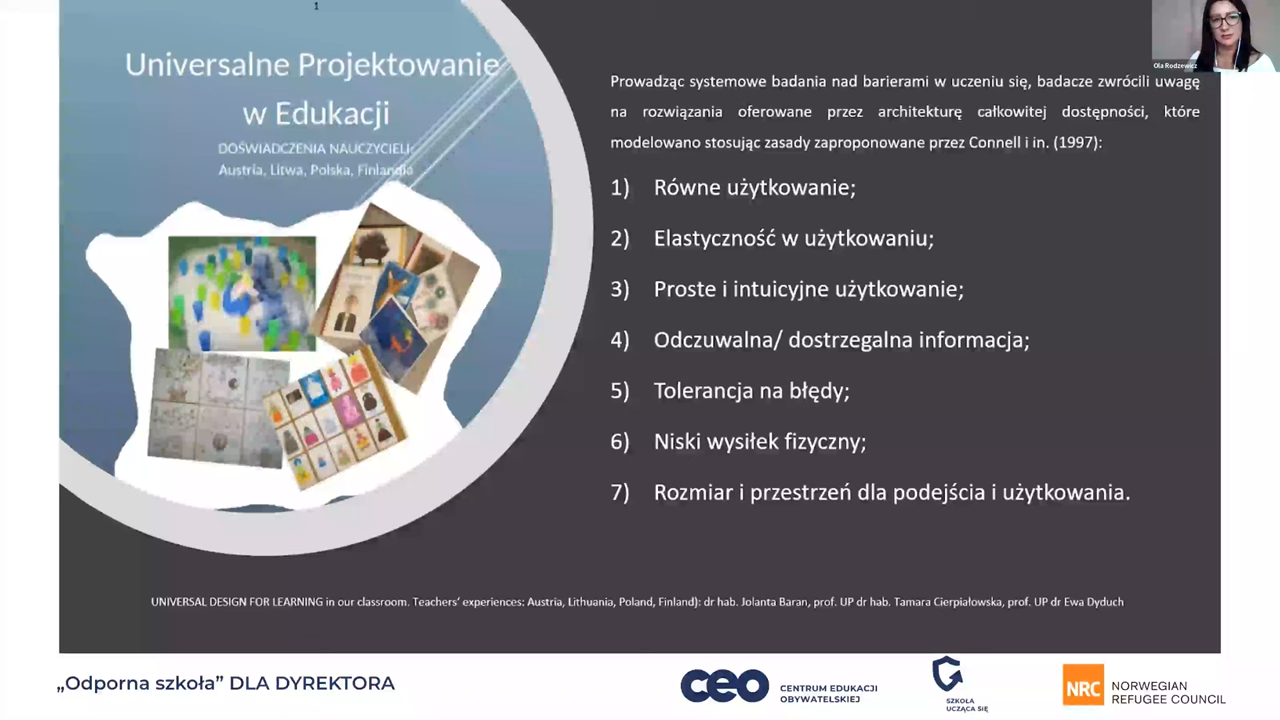 1
Universalne Projektowanie
w Edukacji
DOŚWIADCZENIA NAUCZYCIELI:
Austria, Litwa, Polska, Finlandia
Ola Rodzewicz
Prowadząc systemowe badania nad barierami w uczeniu się, badacze zwrócili uwagę
na rozwiązania oferowane przez architekturę całkowitej dostępności, które
modelowano stosując zasady zaproponowane przez Connell i in. (1997):
1) Równe użytkowanie;
2) Elastyczność w użytkowaniu;
3) Proste i intuicyjne użytkowanie;
4) Odczuwalna/ dostrzegalna informacja;
5) Tolerancja na błędy;
6) Niski wysiłek fizyczny;
7) Rozmiar i przestrzeń dla podejścia i użytkowania.
UNIVERSAL DESIGN FOR LEARNING in our classroom. Teachers' experiences: Austria, Lithuania, Poland, Finland): dr hab. Jolanta Baran, prof. UP dr hab. Tamara Cierpiałowska, prof. UP dr Ewa Dyduch
„Odporna szkoła” DLA DYREKTORA
ceo
CENTRUM EDUKACJI
OBYWATELSKIEJ
SZKOŁA
UCZĄCA SIĘ
NRC
NORWEGIAN
REFUGEE COUNCIL